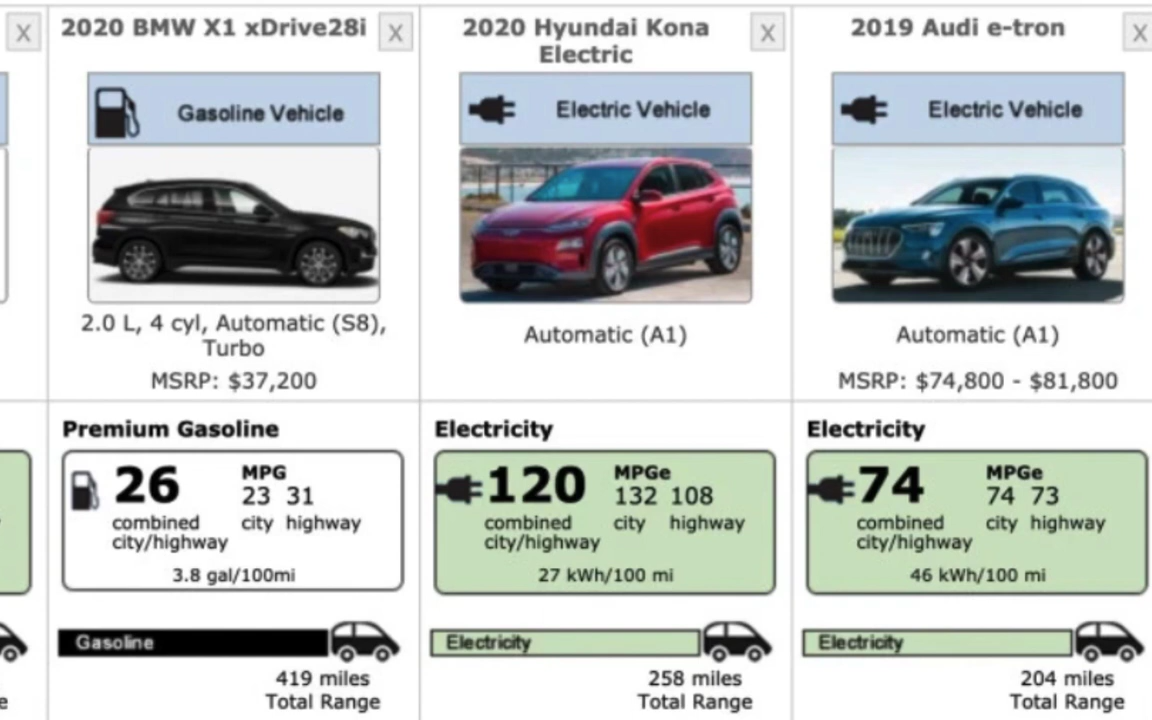 X
2020 BMW X1 xDrive28i
X
2020 Hyundai Kona
Electric
X
2019 Audi e-tron
X
Gasoline Vehicle
Electric Vehicle
Electric Vehicle
2.0 L, 4 cyl, Automatic (S8),
Turbo
MSRP: $37,200
Automatic (A1)
Automatic (A1)
MSRP: $74,800 - $81,800
Premium Gasoline
26
combined
city/highway
MPG
23 31
city highway
3.8 gal/100mi
Gasoline
419 miles
Total Range
Electricity
120
combined
city/highway
MPGe
132 108
city highway
27 kWh/100 mi
Electricity
258 miles
Total Range
Electricity
74
combined
city/highway
MPGe
74 73
city highway
46 kWh/100 mi
Electricity
204 miles
Total Range